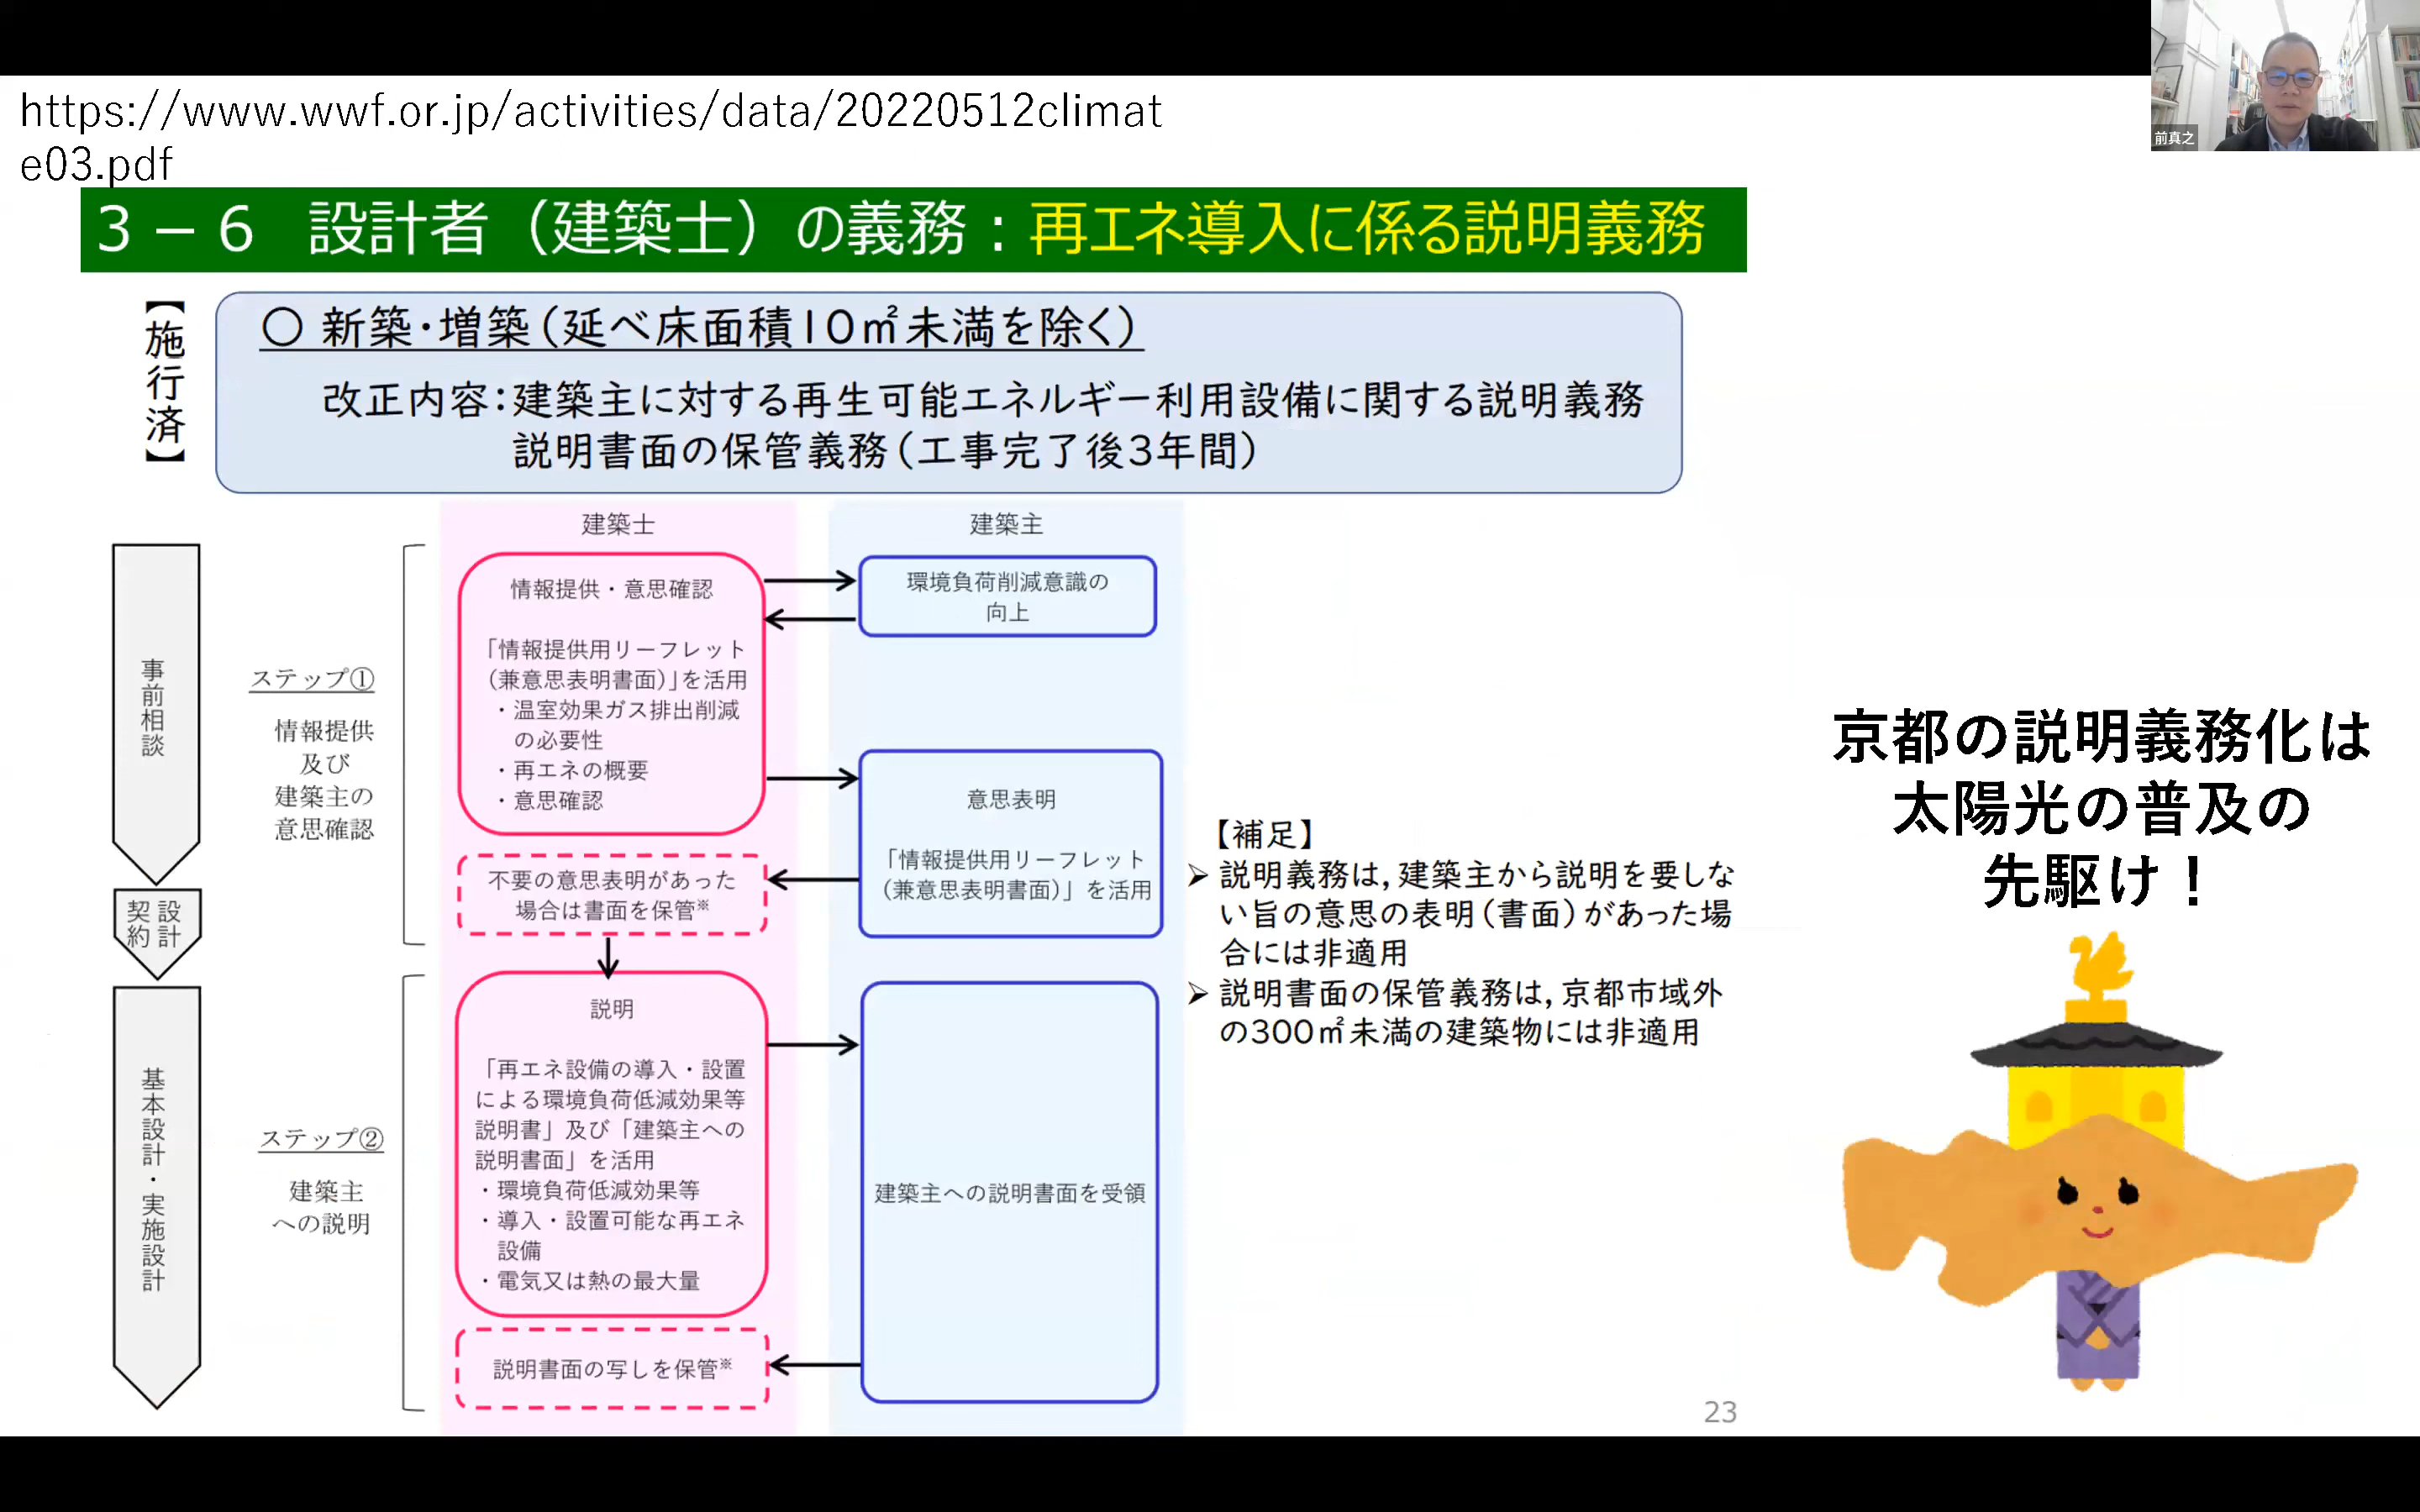 https://www.wwf.or.jp/activities/data/20220512climat
e03.pdf
前真之
3－6 設計者（建築士）の義務：再エネ導入に係る説明義務
【施行済】
〇 新築・増築（延べ床面積10㎡未満を除く）
改正内容：建築主に対する再生可能エネルギー利用設備に関する説明義務
説明書面の保管義務（工事完了後3年間）
事前相談
設計
契約
基本設計・実施設計
ステップ①
情報提供
及び
建築主の
意思確認
ステップ②
建築主
への説明
建築士
情報提供・意思確認
「情報提供用リーフレット
（兼意思表明書面）」を活用
・温室効果ガス排出削減
の必要性
・再エネの概要
・意思確認
不要の意思表明があった
場合は書面を保管※
説明
「再エネ設備の導入・設置
による環境負荷低減効果等
説明書」及び「建築主への
説明書面」を活用
・環境負荷低減効果等
・導入・設置可能な再エネ
設備
・電気又は熱の最大量
説明書面の写しを保管※
建築主
環境負荷削減意識の
向上
意思表明
「情報提供用リーフレット
（兼意思表明書面）」を活用
建築主への説明書面を受領
【補足】
➢ 説明義務は，建築主から説明を要しな
い旨の意思の表明（書面）があった場
合には非適用
➢ 説明書面の保管義務は，京都市域外
の300㎡未満の建築物には非適用
京都の説明義務化は
太陽光の普及の
先駆け！
23